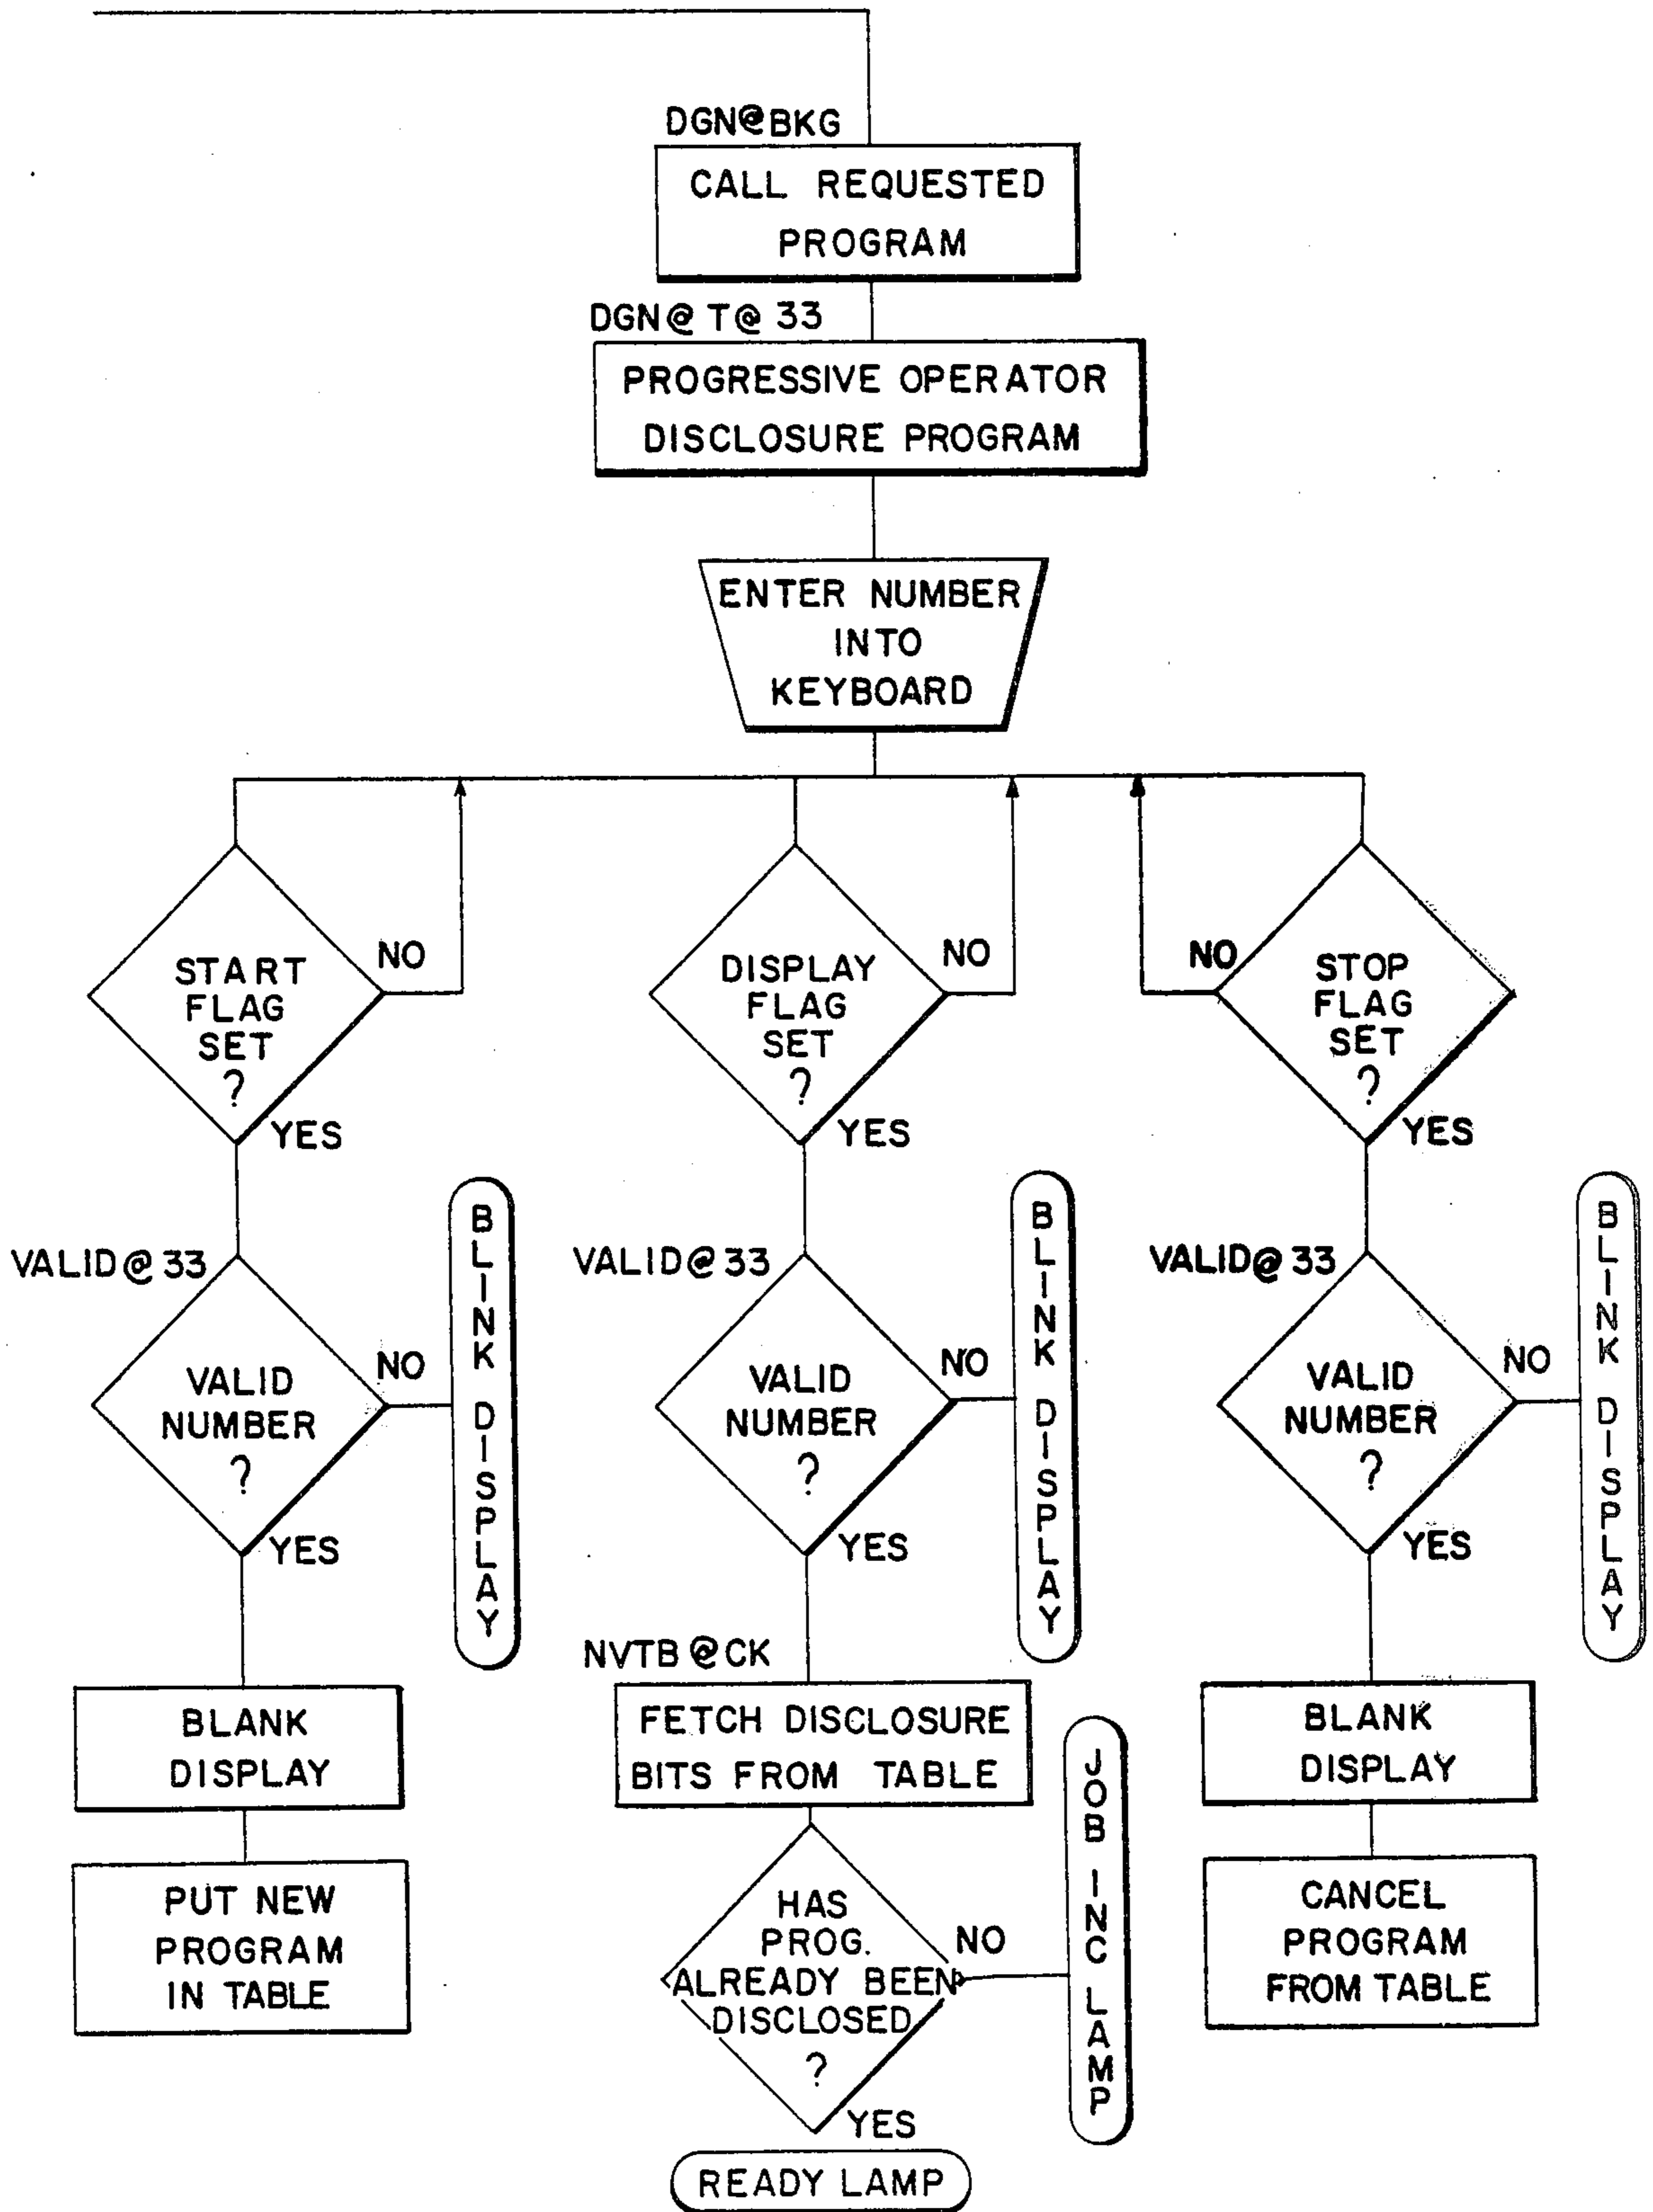 DGN@BKG
CALL REQUESTED
PROGRAM
DGN@ T@ 33
PROGRESSIVE OPERATOR
DISCLOSURE PROGRAM
ENTER NUMBER
INTO
KEYBOARD
START
FLAG
SET
?
NO
YES
DISPLAY
FLAG
SET
?
NO
YES
STOP
FLAG
SET
?
NO
YES
VALID@33
VALID
NUMBER
?
NO
YES
BLINK DISPLAY
VALID@33
VALID
NUMBER
?
NO
YES
BLINK DISPLAY
VALID@33
VALID
NUMBER
?
NO
YES
BLINK DISPLAY
BLANK
DISPLAY
PUT NEW
PROGRAM
IN TABLE
NVTB@CK
FETCH DISCLOSURE
BITS FROM TABLE
HAS
PROG.
ALREADY BEEN
DISCLOSED
?
NO
YES
JOB INC LAMP
READY LAMP
BLANK
DISPLAY
CANCEL
PROGRAM
FROM TABLE